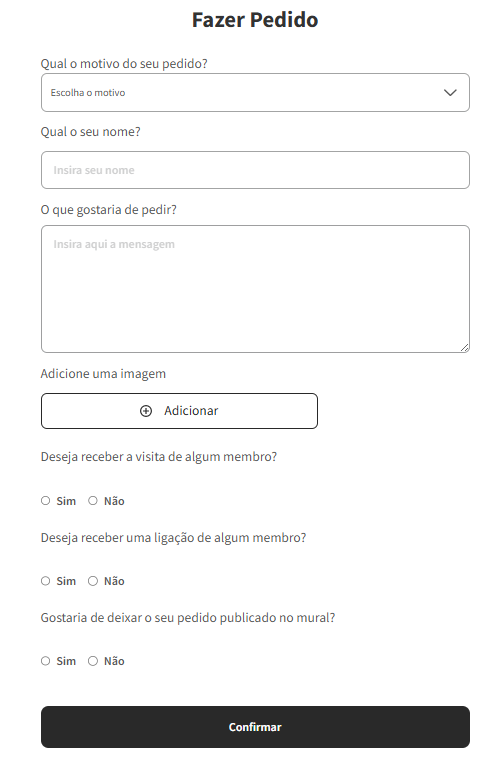 Fazer Pedido
Qual o motivo do seu pedido?
Escolha o motivo
Qual o seu nome?
Insira seu nome
O que gostaria de pedir?
Insira aqui a mensagem
Adicione uma imagem
Adicionar
Deseja receber a visita de algum membro?
Sim Não
Deseja receber uma ligação de algum membro?
Sim Não
Gostaria de deixar o seu pedido publicado no mural?
Sim Não
Confirmar